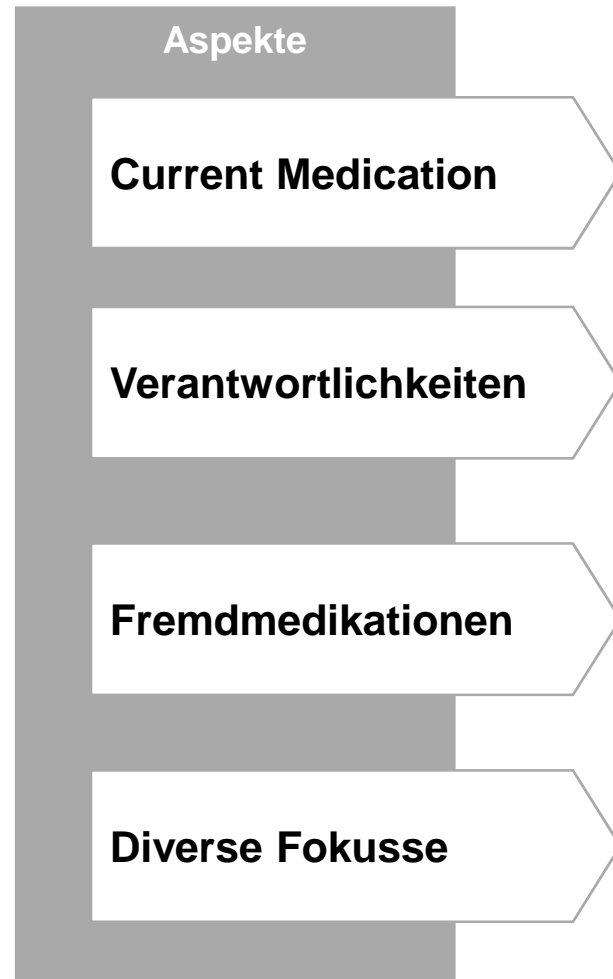 Aspekte
Current Medication
Verantwortlichkeiten
Fremdmedikationen
Diverse Fokusse